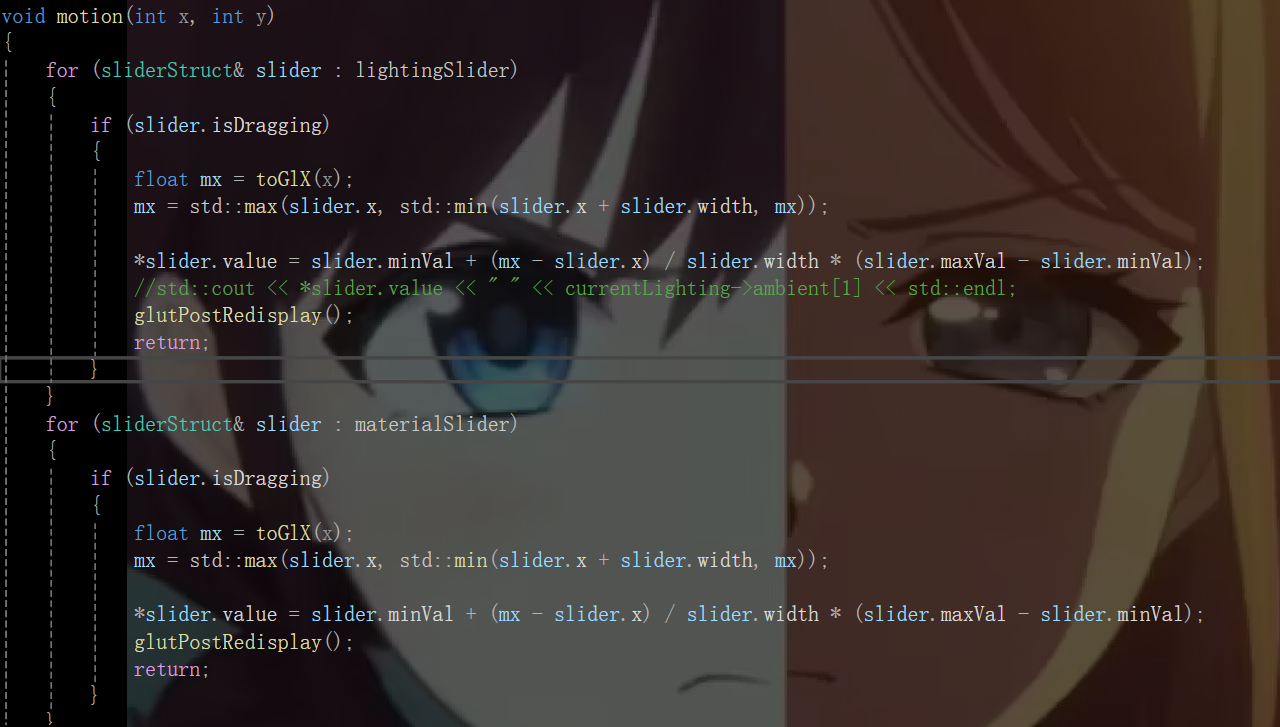 void motion(int x, int y)
{
for (sliderStruct& slider : lightingSlider)
{
if (slider.isDragging)
{
float mx = toGlX(x);
mx = std::max(slider.x, std::min(slider.x + slider.width, mx));
*slider.value = slider.minVal + (mx - slider.x) / slider.width * (slider.maxVal - slider.minVal);
//std::cout << *slider.value << " " << currentLighting->ambient[1] << std::endl;
glutPostRedisplay();
return;
}
}
for (sliderStruct& slider : materialSlider)
{
if (slider.isDragging)
{
float mx = toGlX(x);
mx = std::max(slider.x, std::min(slider.x + slider.width, mx));
*slider.value = slider.minVal + (mx - slider.x) / slider.width * (slider.maxVal - slider.minVal);
glutPostRedisplay();
return;
}
}